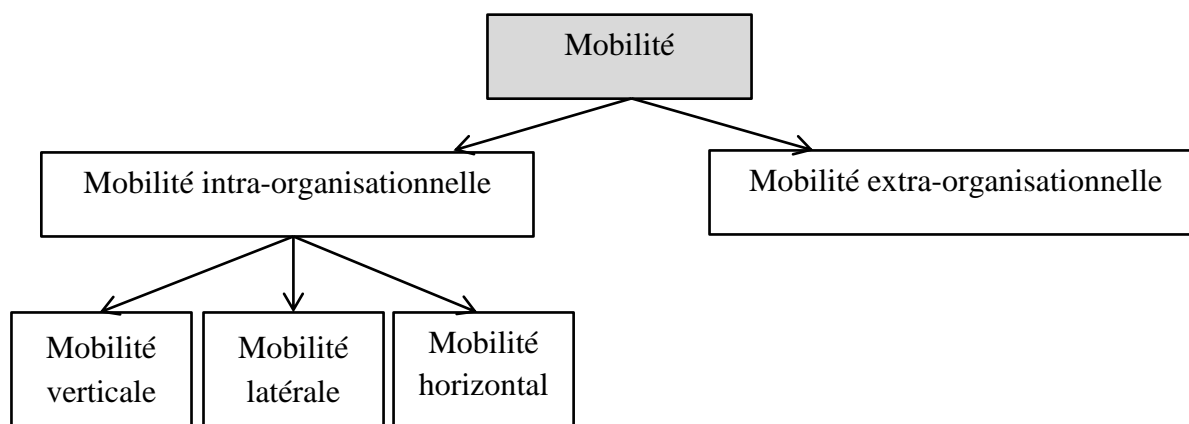 Mobilité
Mobilité intra-organisationnelle
Mobilité extra-organisationnelle
Mobilité
verticale
Mobilité
latérale
Mobilité
horizontal